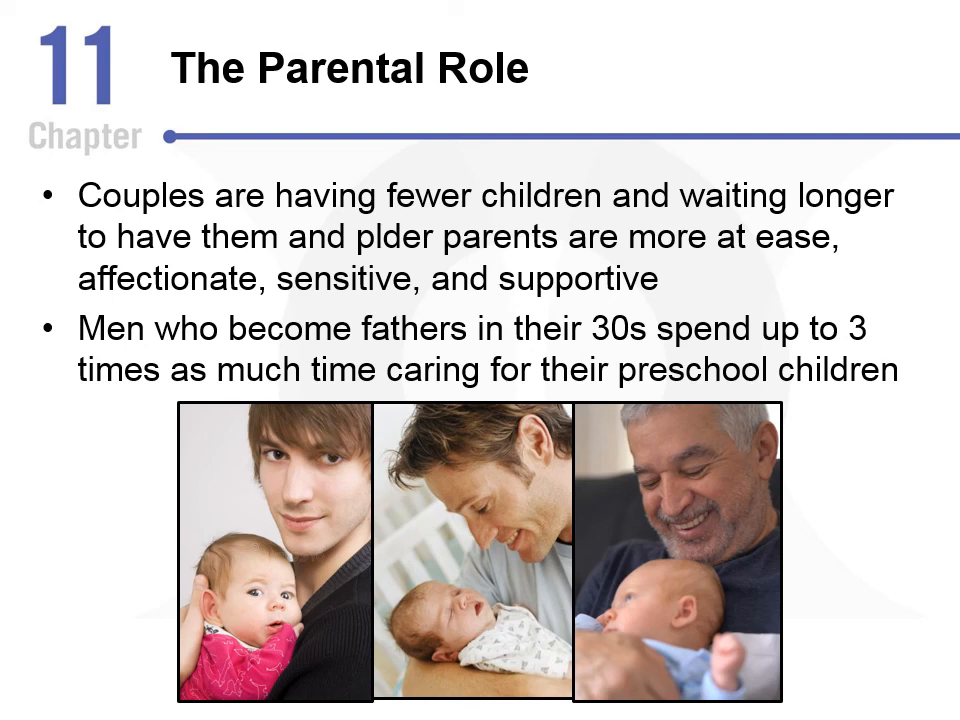 11
Chapter
The Parental Role
• Couples are having fewer children and waiting longer
to have them and plder parents are more at ease,
affectionate, sensitive, and supportive
• Men who become fathers in their 30s spend up to 3
times as much time caring for their preschool children